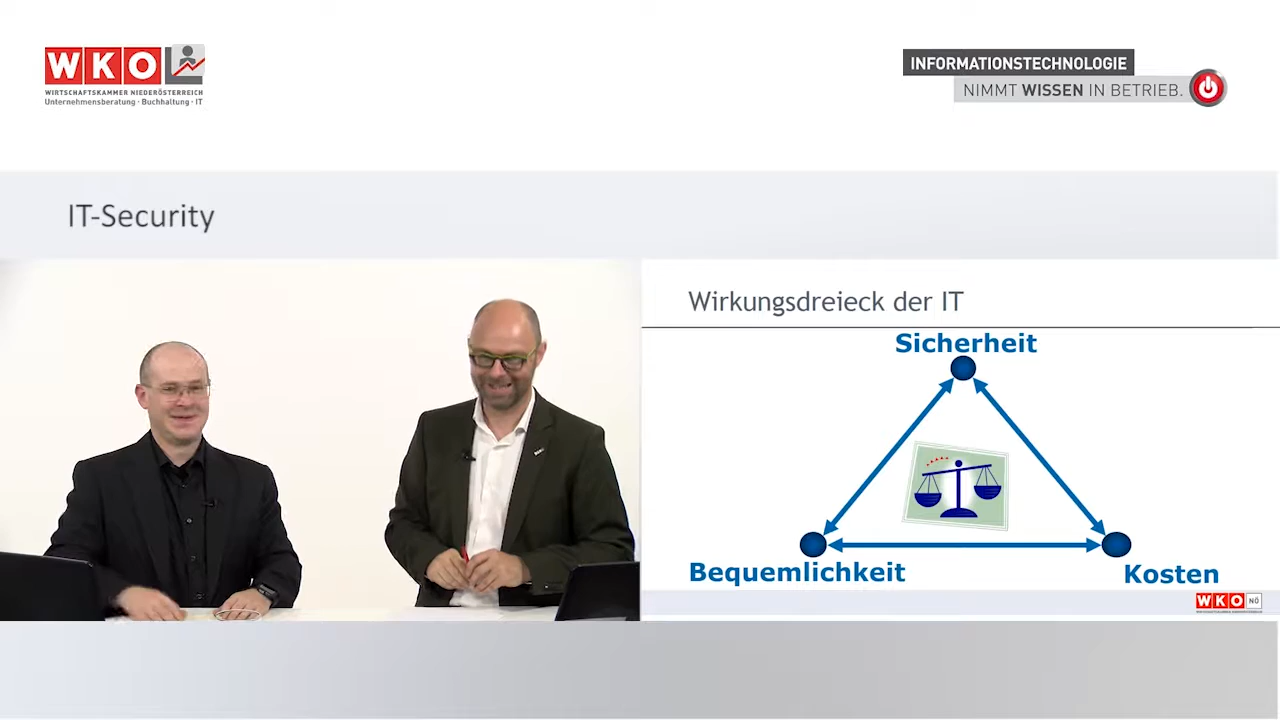 WKO
WIRTSCHAFTSKAMMER NIEDERÖSTERREICH
Unternehmensberatung · Buchhaltung · IT
INFORMATIONSTECHNOLOGIE
NIMMT WISSEN IN BETRIEB.
IT-Security
Wirkungsdreieck der IT
Sicherheit
Bequemlichkeit
Kosten
WKO NÖ